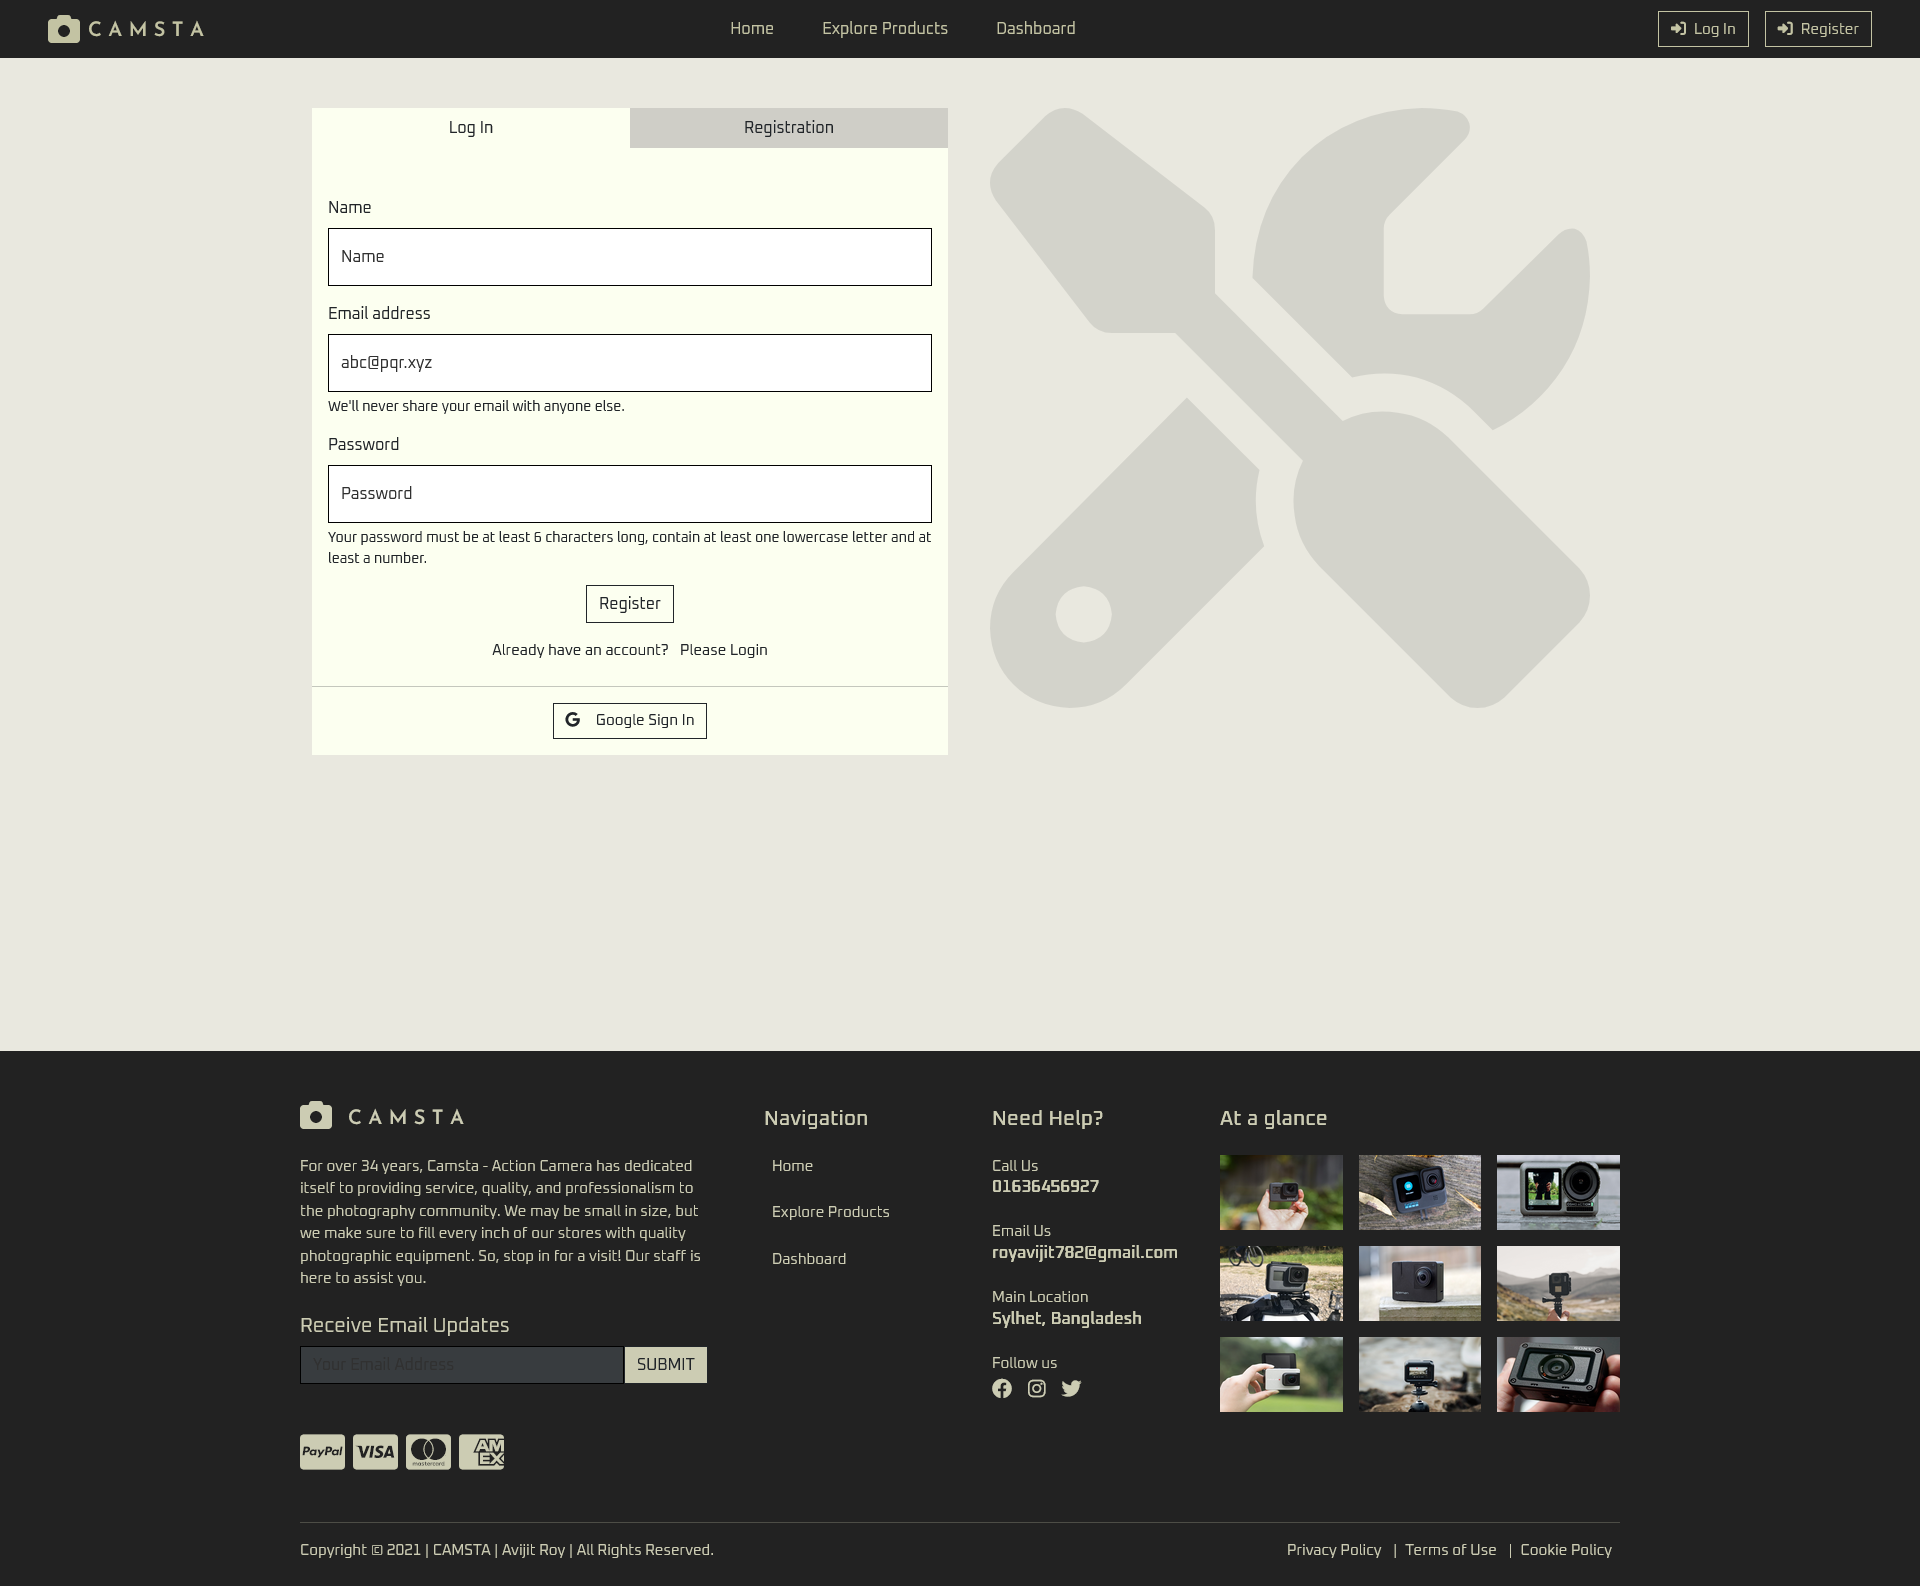 CAMSTA
Home
Explore Products
Dashboard
Log In
Register
Log In
Registration
Name
Name
Email address
abc@pqr.xyz
We'll never share your email with anyone else.
Password
Password
Your password must be at least 6 characters long, contain at least one lowercase letter and at
least a number.
Register
Already have an account? Please Login
Google Sign In
CAMSTA
For over 34 years, Camsta - Action Camera has dedicated
itself to providing service, quality, and professionalism to
the photography community. We may be small in size, but
we make sure to fill every inch of our stores with quality
photographic equipment. So, stop in for a visit! Our staff is
here to assist you.
Receive Email Updates
Your Email Address
SUBMIT
PayPal
VISA
mastercard
AM
EX
Navigation
Home
Explore Products
Dashboard
Need Help?
Call Us
01636456927
Email Us
royavijit782@gmail.com
Main Location
Sylhet, Bangladesh
Follow us
At a glance
Copyright © 2021 | CAMSTA | Avijit Roy | All Rights Reserved.
Privacy Policy | Terms of Use | Cookie Policy